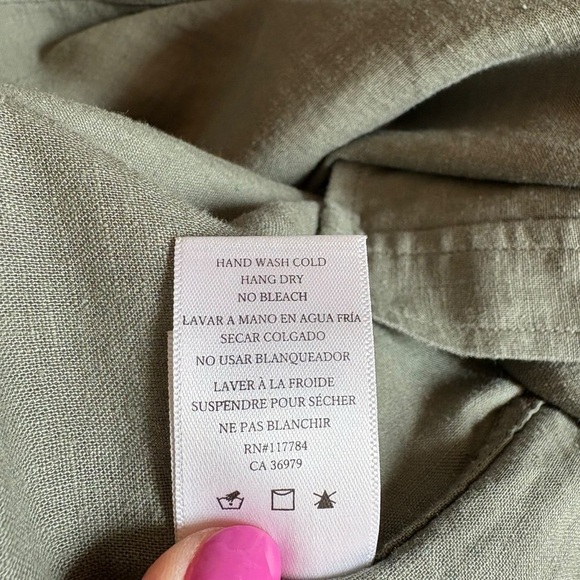 HAND WASH COLD
HANG DRY
NO BLEACH
LAVAR A MANO EN AGUA FRÍA
SECAR COLGADO
NO USAR BLANQUEADOR
LAVER À LA FROIDE
SUSPENDRE POUR SÉCHER
NE PAS BLANCHIR
RN#117784
CA 36979